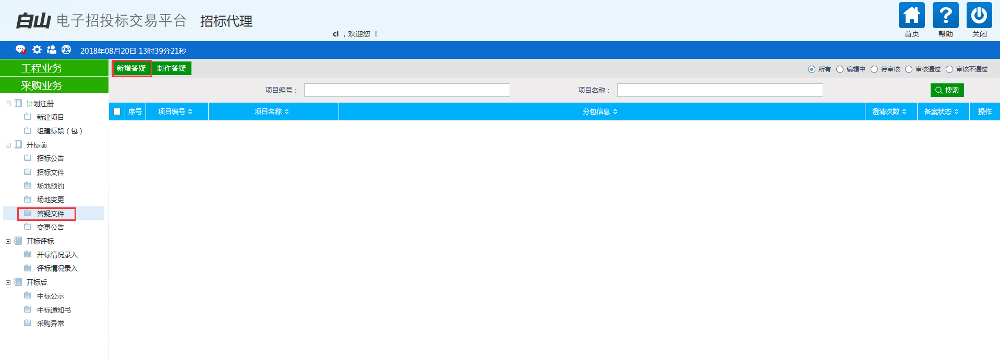 白山 电子招投标交易平台 招标代理
cl ，欢迎您 ！
首页 帮助 关闭
2018年08月20日 13时39分21秒
工程业务
采购业务
计划注册
新建项目
组建标段（包）
开标前
招标公告
招标文件
场地预约
场地变更
答疑文件
变更公告
开标评标
开标情况录入
评标情况录入
开标后
中标公示
中标通知书
采购异常
新增答疑 制作答疑
所有 编辑中 待审核 审核通过 审核不通过
项目编号： 项目名称： 搜索
序号 项目编号 项目名称 分包信息 澄清次数 备案状态 操作